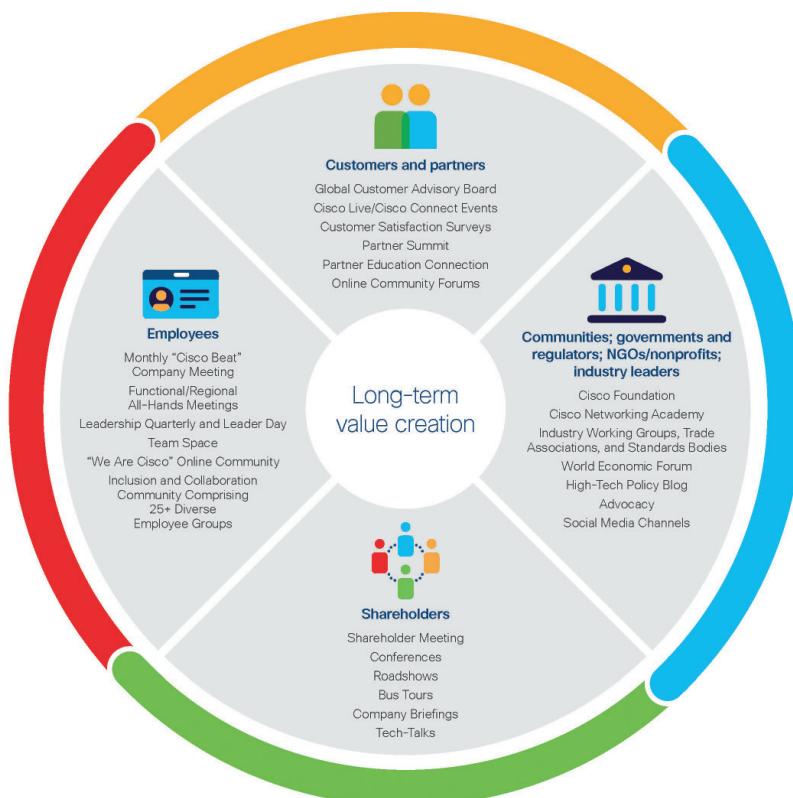 Customers and partners
Global Customer Advisory Board
Cisco Live/Cisco Connect Events
Customer Satisfaction Surveys
Partner Summit
Partner Education Connection
Online Community Forums
Employees
Monthly “Cisco Beat”
Company Meeting
Functional/Regional
All-Hands Meetings
Leadership Quarterly and Leader Day
Team Space
“We Are Cisco” Online Community
Inclusion and Collaboration
Community Comprising
25+ Diverse
Employee Groups
Long-term
value creation
Communities; governments and
regulators; NGOs/nonprofits;
industry leaders
Cisco Foundation
Cisco Networking Academy
Industry Working Groups, Trade
Associations, and Standards Bodies
World Economic Forum
High-Tech Policy Blog
Advocacy
Social Media Channels
Shareholders
Shareholder Meeting
Conferences
Roadshows
Bus Tours
Company Briefings
Tech-Talks